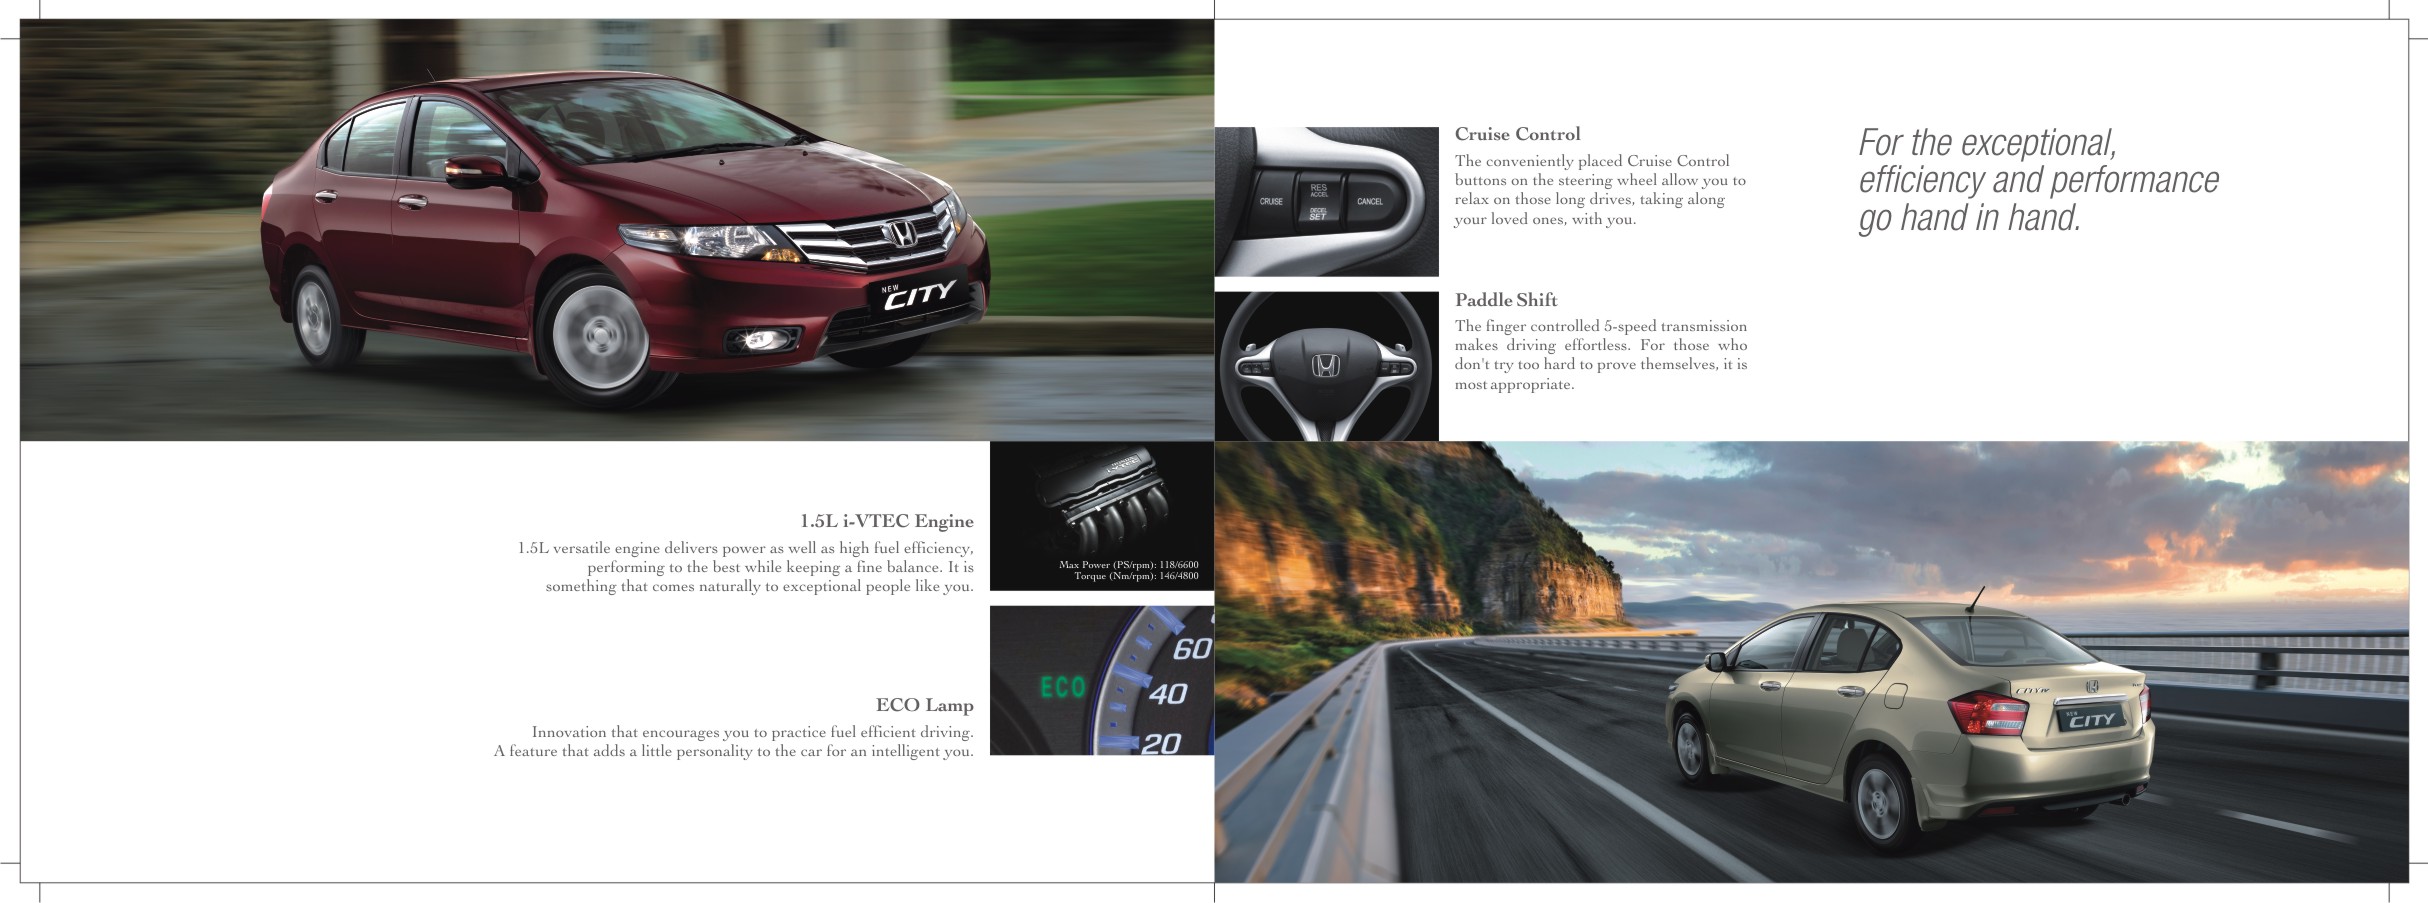 NEW
CITY
1.5L i-VTEC Engine
1.5L versatile engine delivers power as well as high fuel efficiency,
performing to the best while keeping a fine balance. It is
something that comes naturally to exceptional people like you.
Max Power (PS/rpm): 118/6600
Torque (Nm/rpm): 146/4800
ECO Lamp
Innovation that encourages you to practice fuel efficient driving.
A feature that adds a little personality to the car for an intelligent you.
ECO
60
40
20
CRUISE
RES
ACCEL
DECEL
SET
CANCEL
Cruise Control
The conveniently placed Cruise Control
buttons on the steering wheel allow you to
relax on those long drives, taking along
your loved ones, with you.
Paddle Shift
The finger controlled 5-speed transmission
makes driving effortless. For those who
don't try too hard to prove themselves, it is
most appropriate.
For the exceptional,
efficiency and performance
go hand in hand.
CITY
NEW
CITY